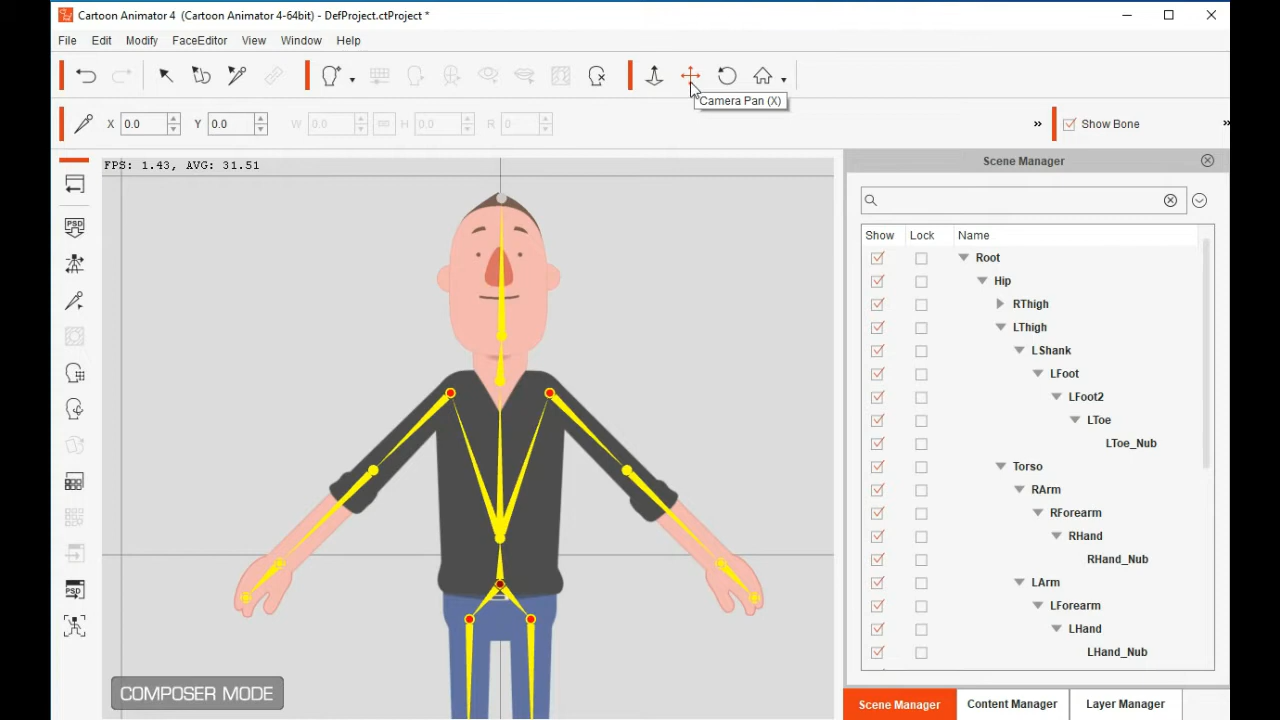 Cartoon Animator 4 (Cartoon Animator 4-64bit) - DefProject.ctProject *
File Edit Modify FaceEditor View Window Help
Camera Pan (X)
X 0.0 Y 0.0 W 0.0 H 0.0 R 0 » Show Bone »
FPS: 1.43, AVG: 31.51
Scene Manager
PSD
Show Lock Name
Root
Hip
RThigh
LThigh
LShank
LFoot
LFoot2
LToe
LToe_Nub
Torso
RArm
RForearm
RHand
RHand_Nub
LArm
LForearm
LHand
LHand_Nub
PSD
COMPOSER MODE
Scene Manager Content Manager Layer Manager